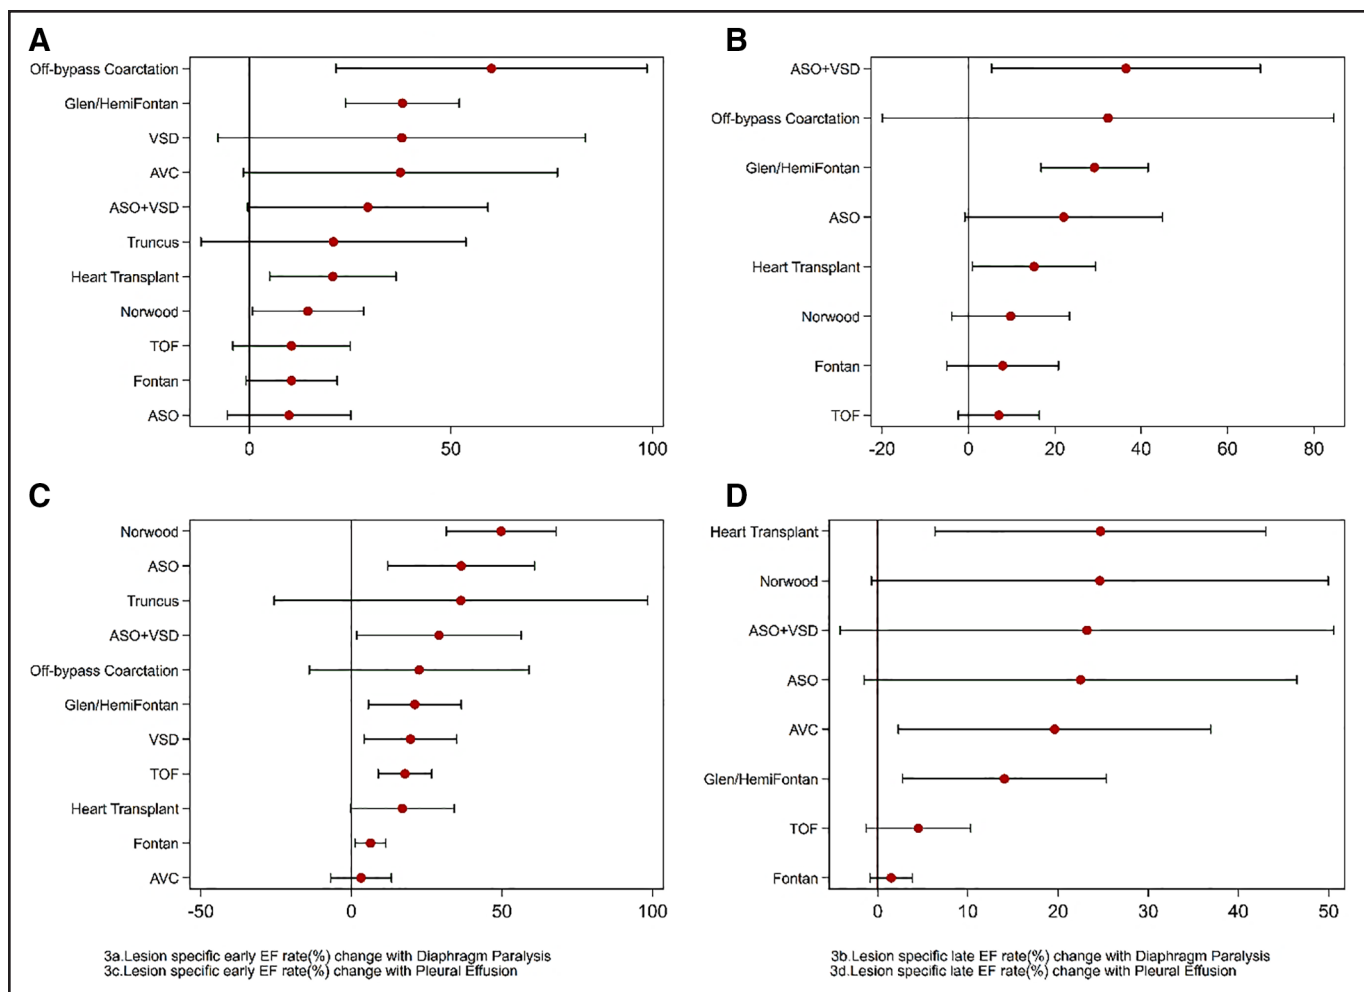 A
Off-bypass Coarctation
Glen/HemiFontan
VSD
AVC
ASO+VSD
Truncus
Heart Transplant
Norwood
TOF
Fontan
ASO
0 50 100
B
ASO+VSD
Off-bypass Coarctation
Glen/HemiFontan
ASO
Heart Transplant
Norwood
Fontan
TOF
-20 0 20 40 60 80
C
Norwood
ASO
Truncus
ASO+VSD
Off-bypass Coarctation
Glen/HemiFontan
VSD
TOF
Heart Transplant
Fontan
AVC
-50 0 50 100
D
Heart Transplant
Norwood
ASO+VSD
ASO
AVC
Glen/HemiFontan
TOF
Fontan
0 10 20 30 40 50
3a.Lesion specific early EF rate(%) change with Diaphragm Paralysis
3c.Lesion specific early EF rate(%) change with Pleural Effusion
3b.Lesion specific late EF rate(%) change with Diaphragm Paralysis
3d.Lesion specific late EF rate(%) change with Pleural Effusion